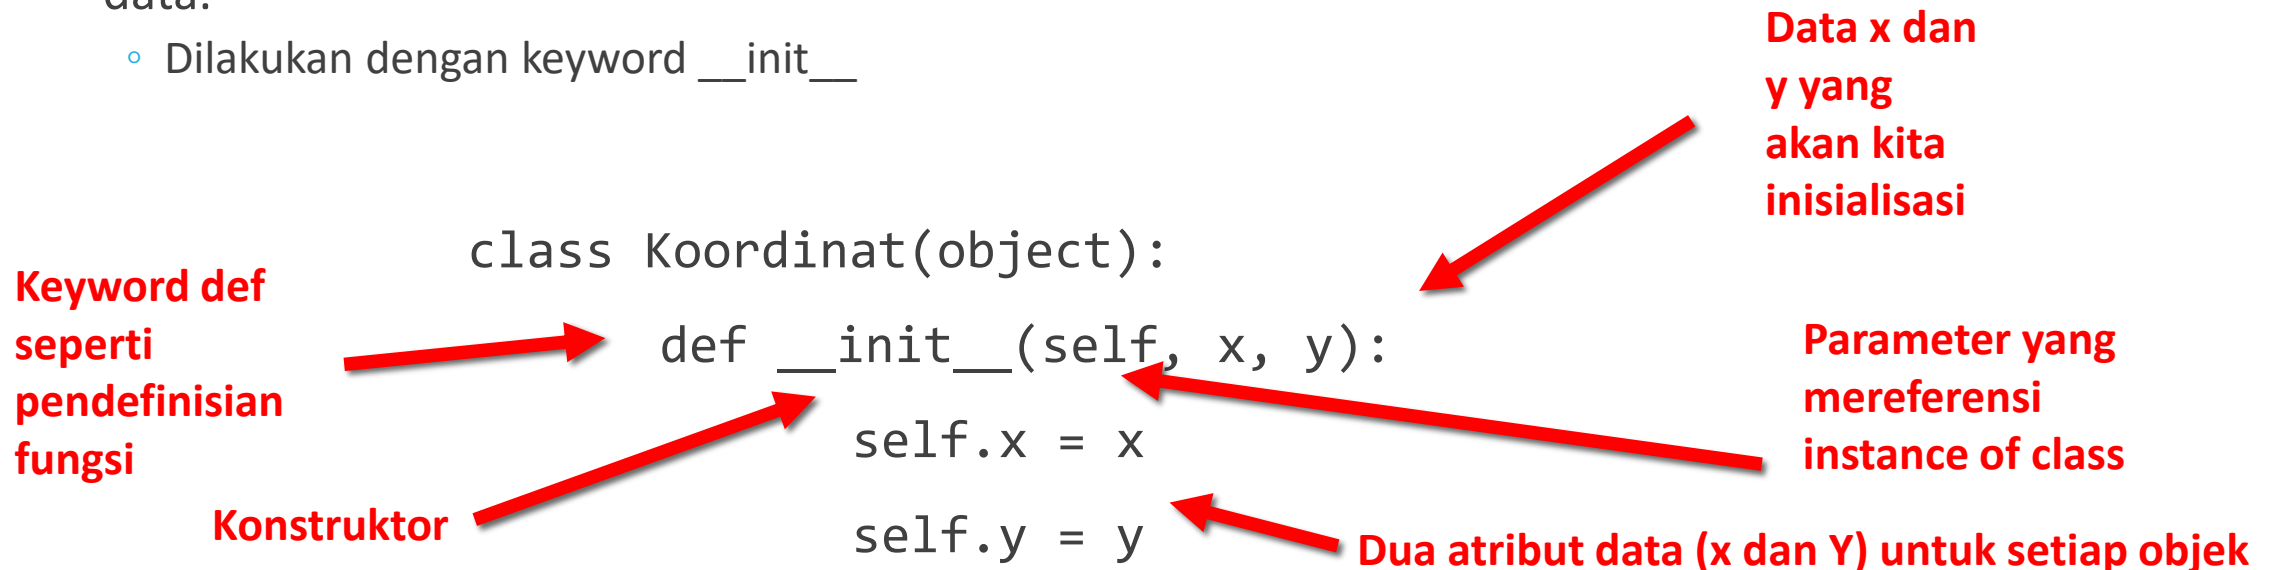 data.
◦ Dilakukan dengan keyword __init__
Data x dan
y yang
akan kita
inisialisasi
class Koordinat(object):
Keyword def
seperti
pendefinisian
fungsi
def __init__(self, x, y):
Parameter yang
mereferensi
instance of class
self.x = x
Konstruktor
self.y = y
Dua atribut data (x dan Y) untuk setiap objek